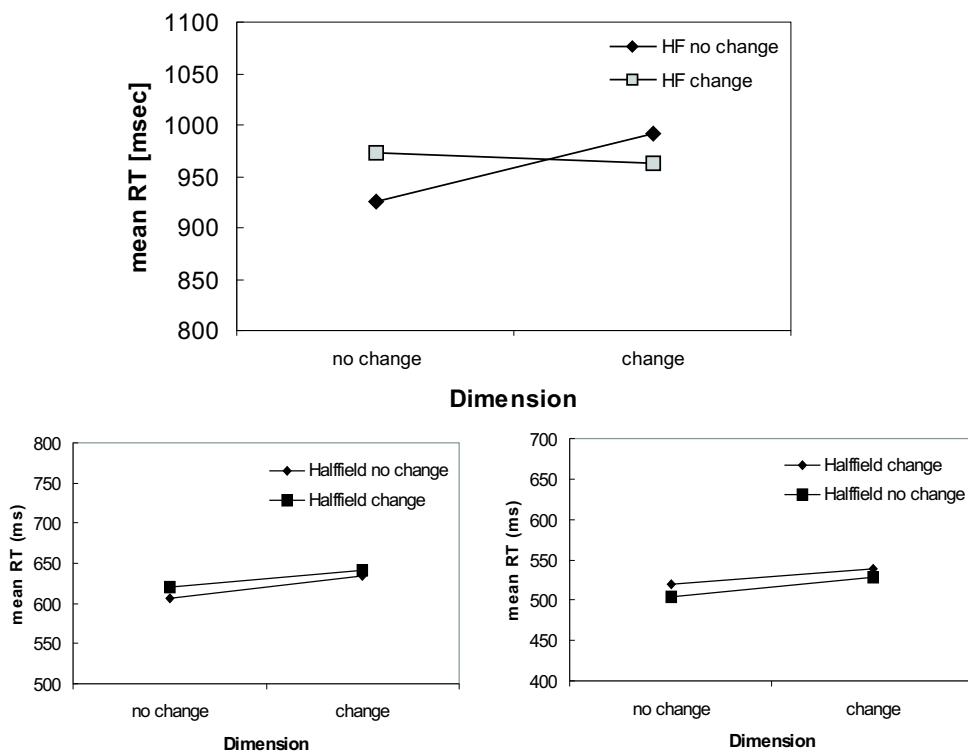 1100
1050
1000
950
900
850
800
mean RT [msec]
HF no change
HF change
no change
change
Dimension
800
750
700
650
600
550
500
mean RT (ms)
Halffield no change
Halffield change
no change
change
Dimension
700
650
600
550
500
450
400
mean RT (ms)
Halffield change
Halffield no change
no change
change
Dimension